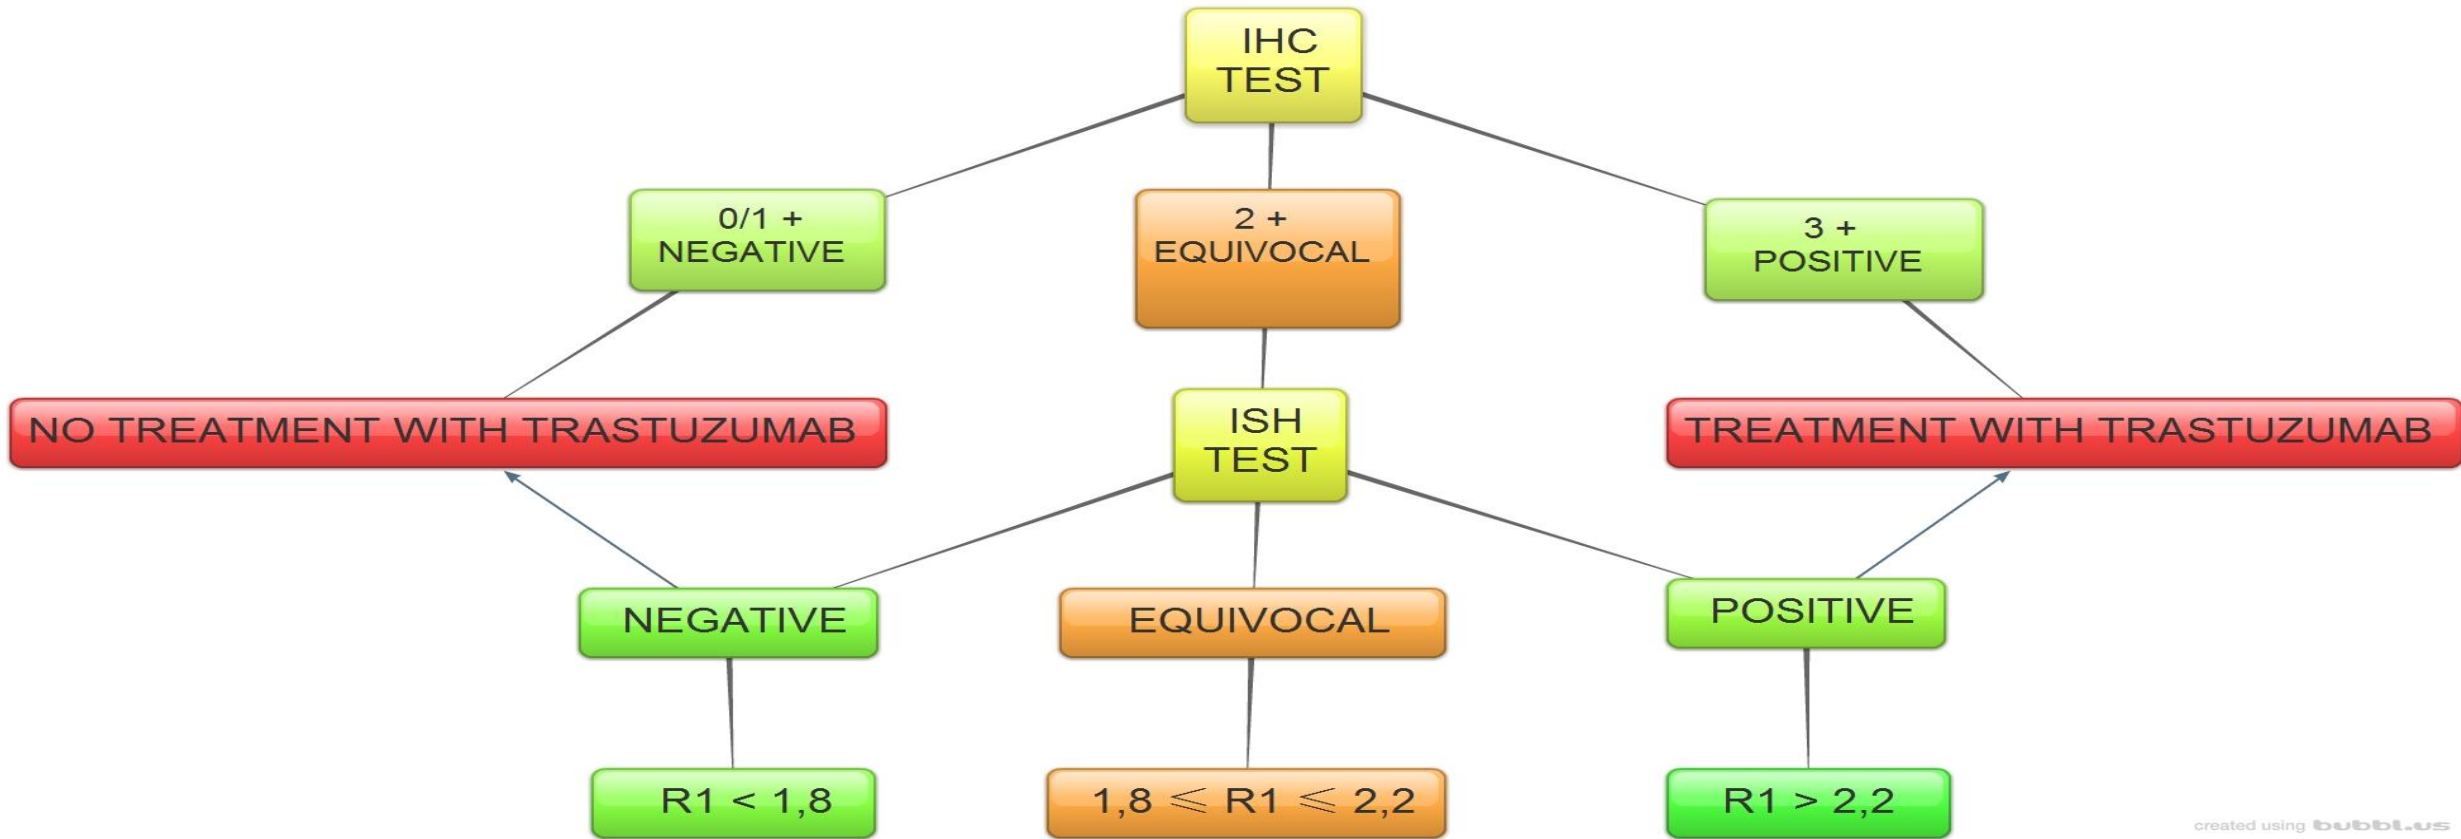 IHC
TEST
0/1 +
NEGATIVE
2 +
EQUIVOCAL
3 +
POSITIVE
NO TREATMENT WITH TRASTUZUMAB
ISH
TEST
TREATMENT WITH TRASTUZUMAB
NEGATIVE
EQUIVOCAL
POSITIVE
R1 < 1,8
1,8 ⩽ R1 ⩽ 2,2
R1 > 2,2
created using bubbl.us